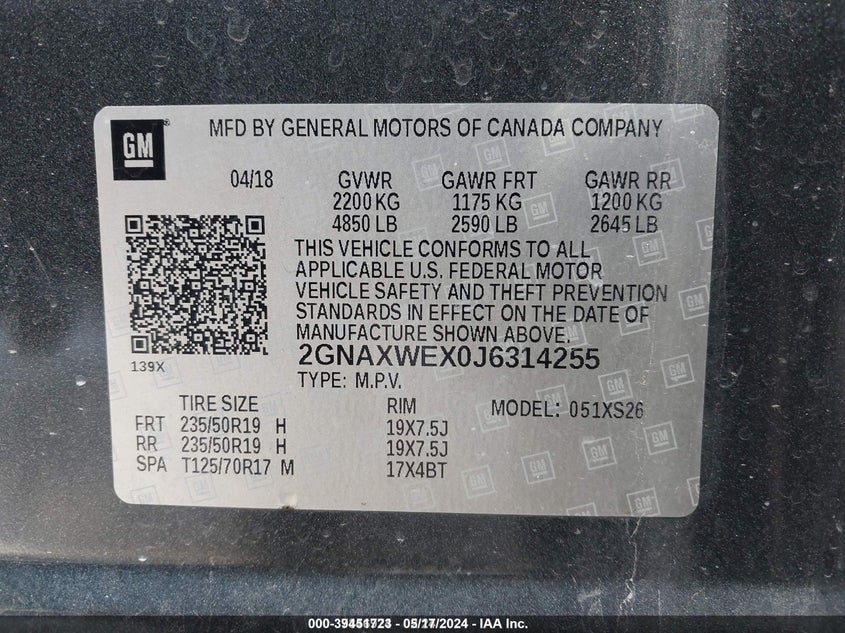 GM
MFD BY GENERAL MOTORS OF CANADA COMPANY
04/18 GVWR GAWR FRT GAWR RR
2200 KG 1175 KG 1200 KG
4850 LB 2590 LB 2645 LB
THIS VEHICLE CONFORMS TO ALL
APPLICABLE U.S. FEDERAL MOTOR
VEHICLE SAFETY AND THEFT PREVENTION
STANDARDS IN EFFECT ON THE DATE OF
MANUFACTURE SHOWN ABOVE.
139X
2GNAXWEX0J6314255
TYPE: M.P.V.
TIRE SIZE RIM MODEL: 051XS26
FRT 235/50R19 H 19X7.5J
RR 235/50R19 H 19X7.5J
SPA T125/70R17 M 17X4BT
/2024 - IAA Inc.